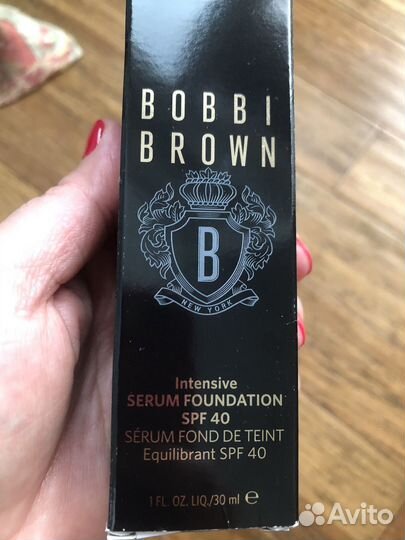 BOBBI
BROWN
B
NEW YORK
Intensive
SERUM FOUNDATION
SPF 40
SÉRUM FOND DE TEINT
Equilibrant SPF 40
1 FL. OZ. LIQ./30 ml ℮
Avito